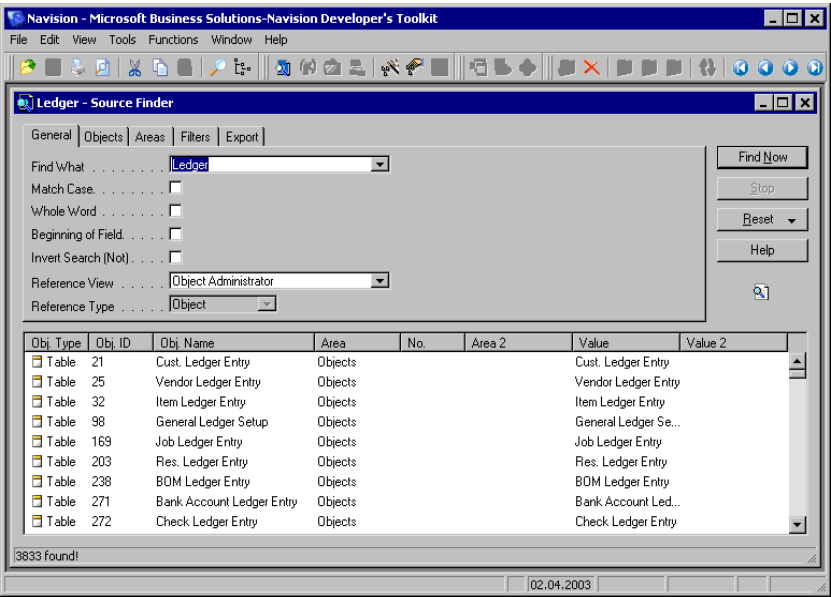 Navision - Microsoft Business Solutions-Navision Developer's Toolkit
File Edit View Tools Functions Window Help
Ledger - Source Finder
General Objects Areas Filters Export
Find What . . . . . . . . Ledger
Find Now
Match Case. . . . . . . .
Stop
Whole Word . . . . . . .
Reset
Beginning of Field. . . . .
Invert Search (Not) . . . .
Help
Reference View . . . . . Object Administrator
Reference Type . . . . . Object
Obj. Type Obj. ID Obj. Name Area No. Area 2 Value Value 2
Table 21 Cust. Ledger Entry Objects Cust. Ledger Entry
Table 25 Vendor Ledger Entry Objects Vendor Ledger Entry
Table 32 Item Ledger Entry Objects Item Ledger Entry
Table 98 General Ledger Setup Objects General Ledger Se...
Table 169 Job Ledger Entry Objects Job Ledger Entry
Table 203 Res. Ledger Entry Objects Res. Ledger Entry
Table 238 BOM Ledger Entry Objects BOM Ledger Entry
Table 271 Bank Account Ledger Entry Objects Bank Account Led...
Table 272 Check Ledger Entry Objects Check Ledger Entry
3833 found!
02.04.2003